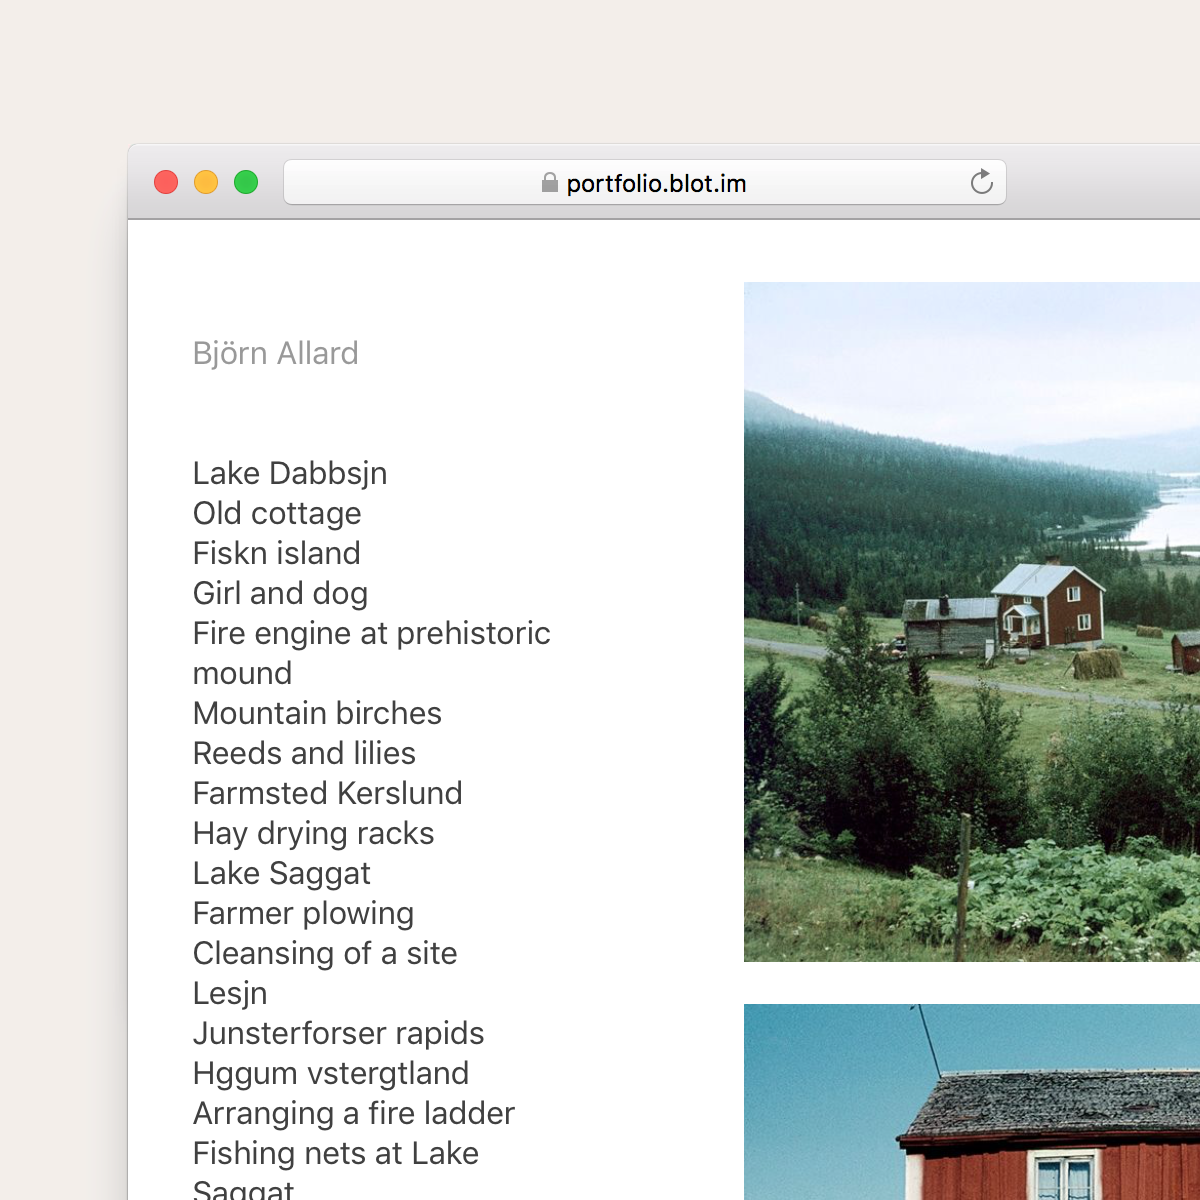 portfolio.blot.im
Björn Allard
Lake Dabbsjn
Old cottage
Fiskn island
Girl and dog
Fire engine at prehistoric
mound
Mountain birches
Reeds and lilies
Farmsted Kerslund
Hay drying racks
Lake Saggat
Farmer plowing
Cleansing of a site
Lesjn
Junsterforser rapids
Hggum vstergtland
Arranging a fire ladder
Fishing nets at Lake
Saggat